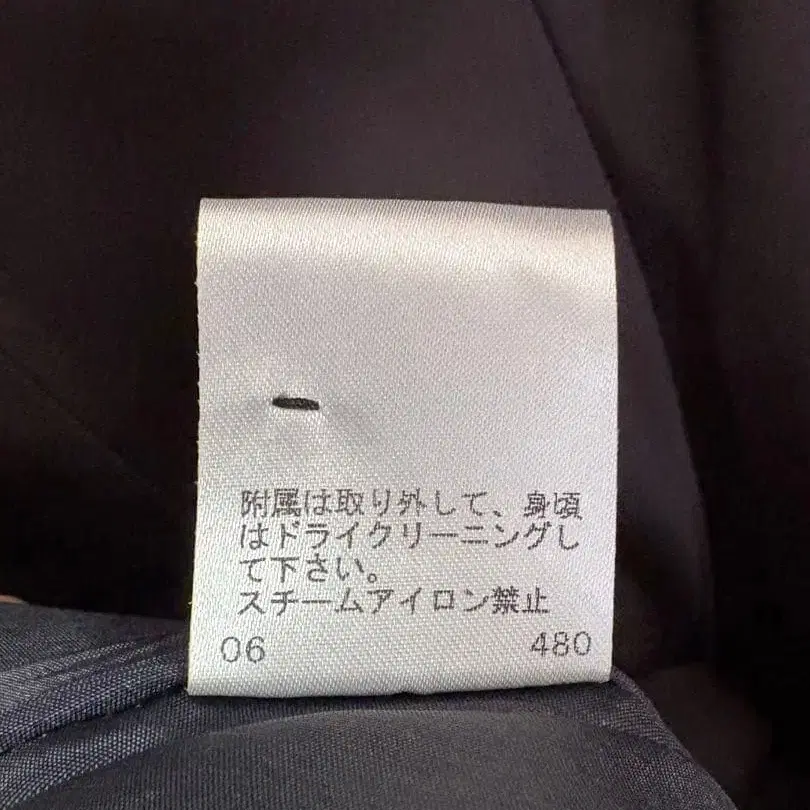 附属は取り外して、身頃
はドライクリーニングし
て下さい。
スチームアイロン禁止
06 480